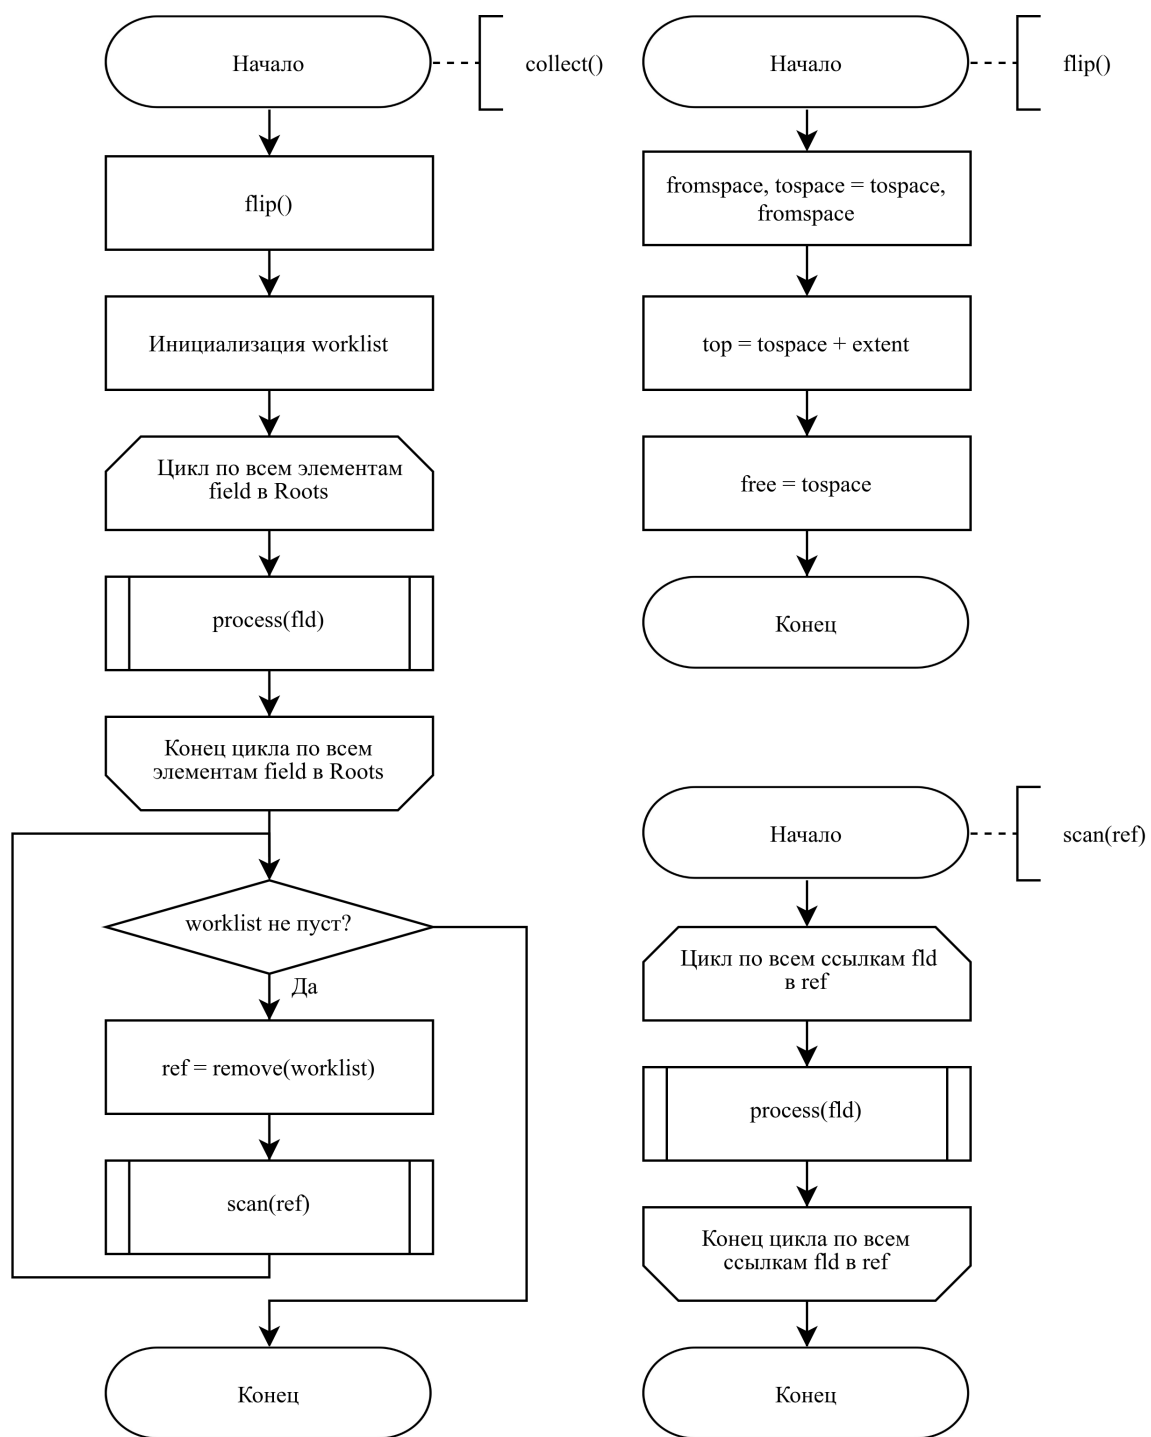 Начало
collect()
flip()
Инициализация worklist
Цикл по всем элементам
field в Roots
process(fld)
Конец цикла по всем
элементам field в Roots
worklist не пуст?
Да
ref = remove(worklist)
scan(ref)
Конец
Начало
flip()
fromspace, tospace = tospace,
fromspace
top = tospace + extent
free = tospace
Конец
Начало
scan(ref)
Цикл по всем ссылкам fld
в ref
process(fld)
Конец цикла по всем
ссылкам fld в ref
Конец